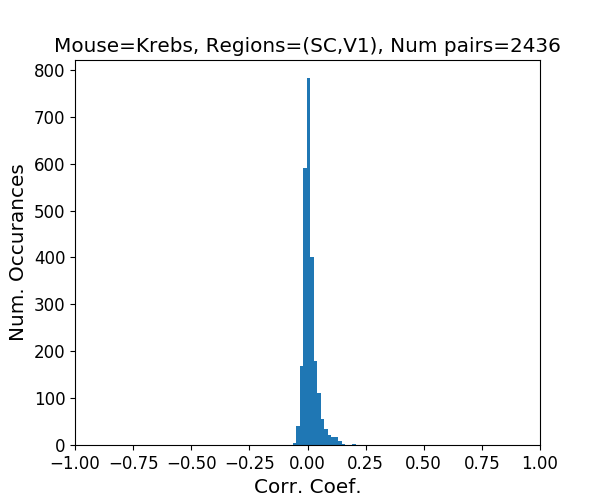 Mouse=Krebs, Regions=(SC,V1), Num pairs=2436
800
700
600
500
400
300
200
100
0
Num. Occurances
−1.00 −0.75 −0.50 −0.25 0.00 0.25 0.50 0.75 1.00
Corr. Coef.